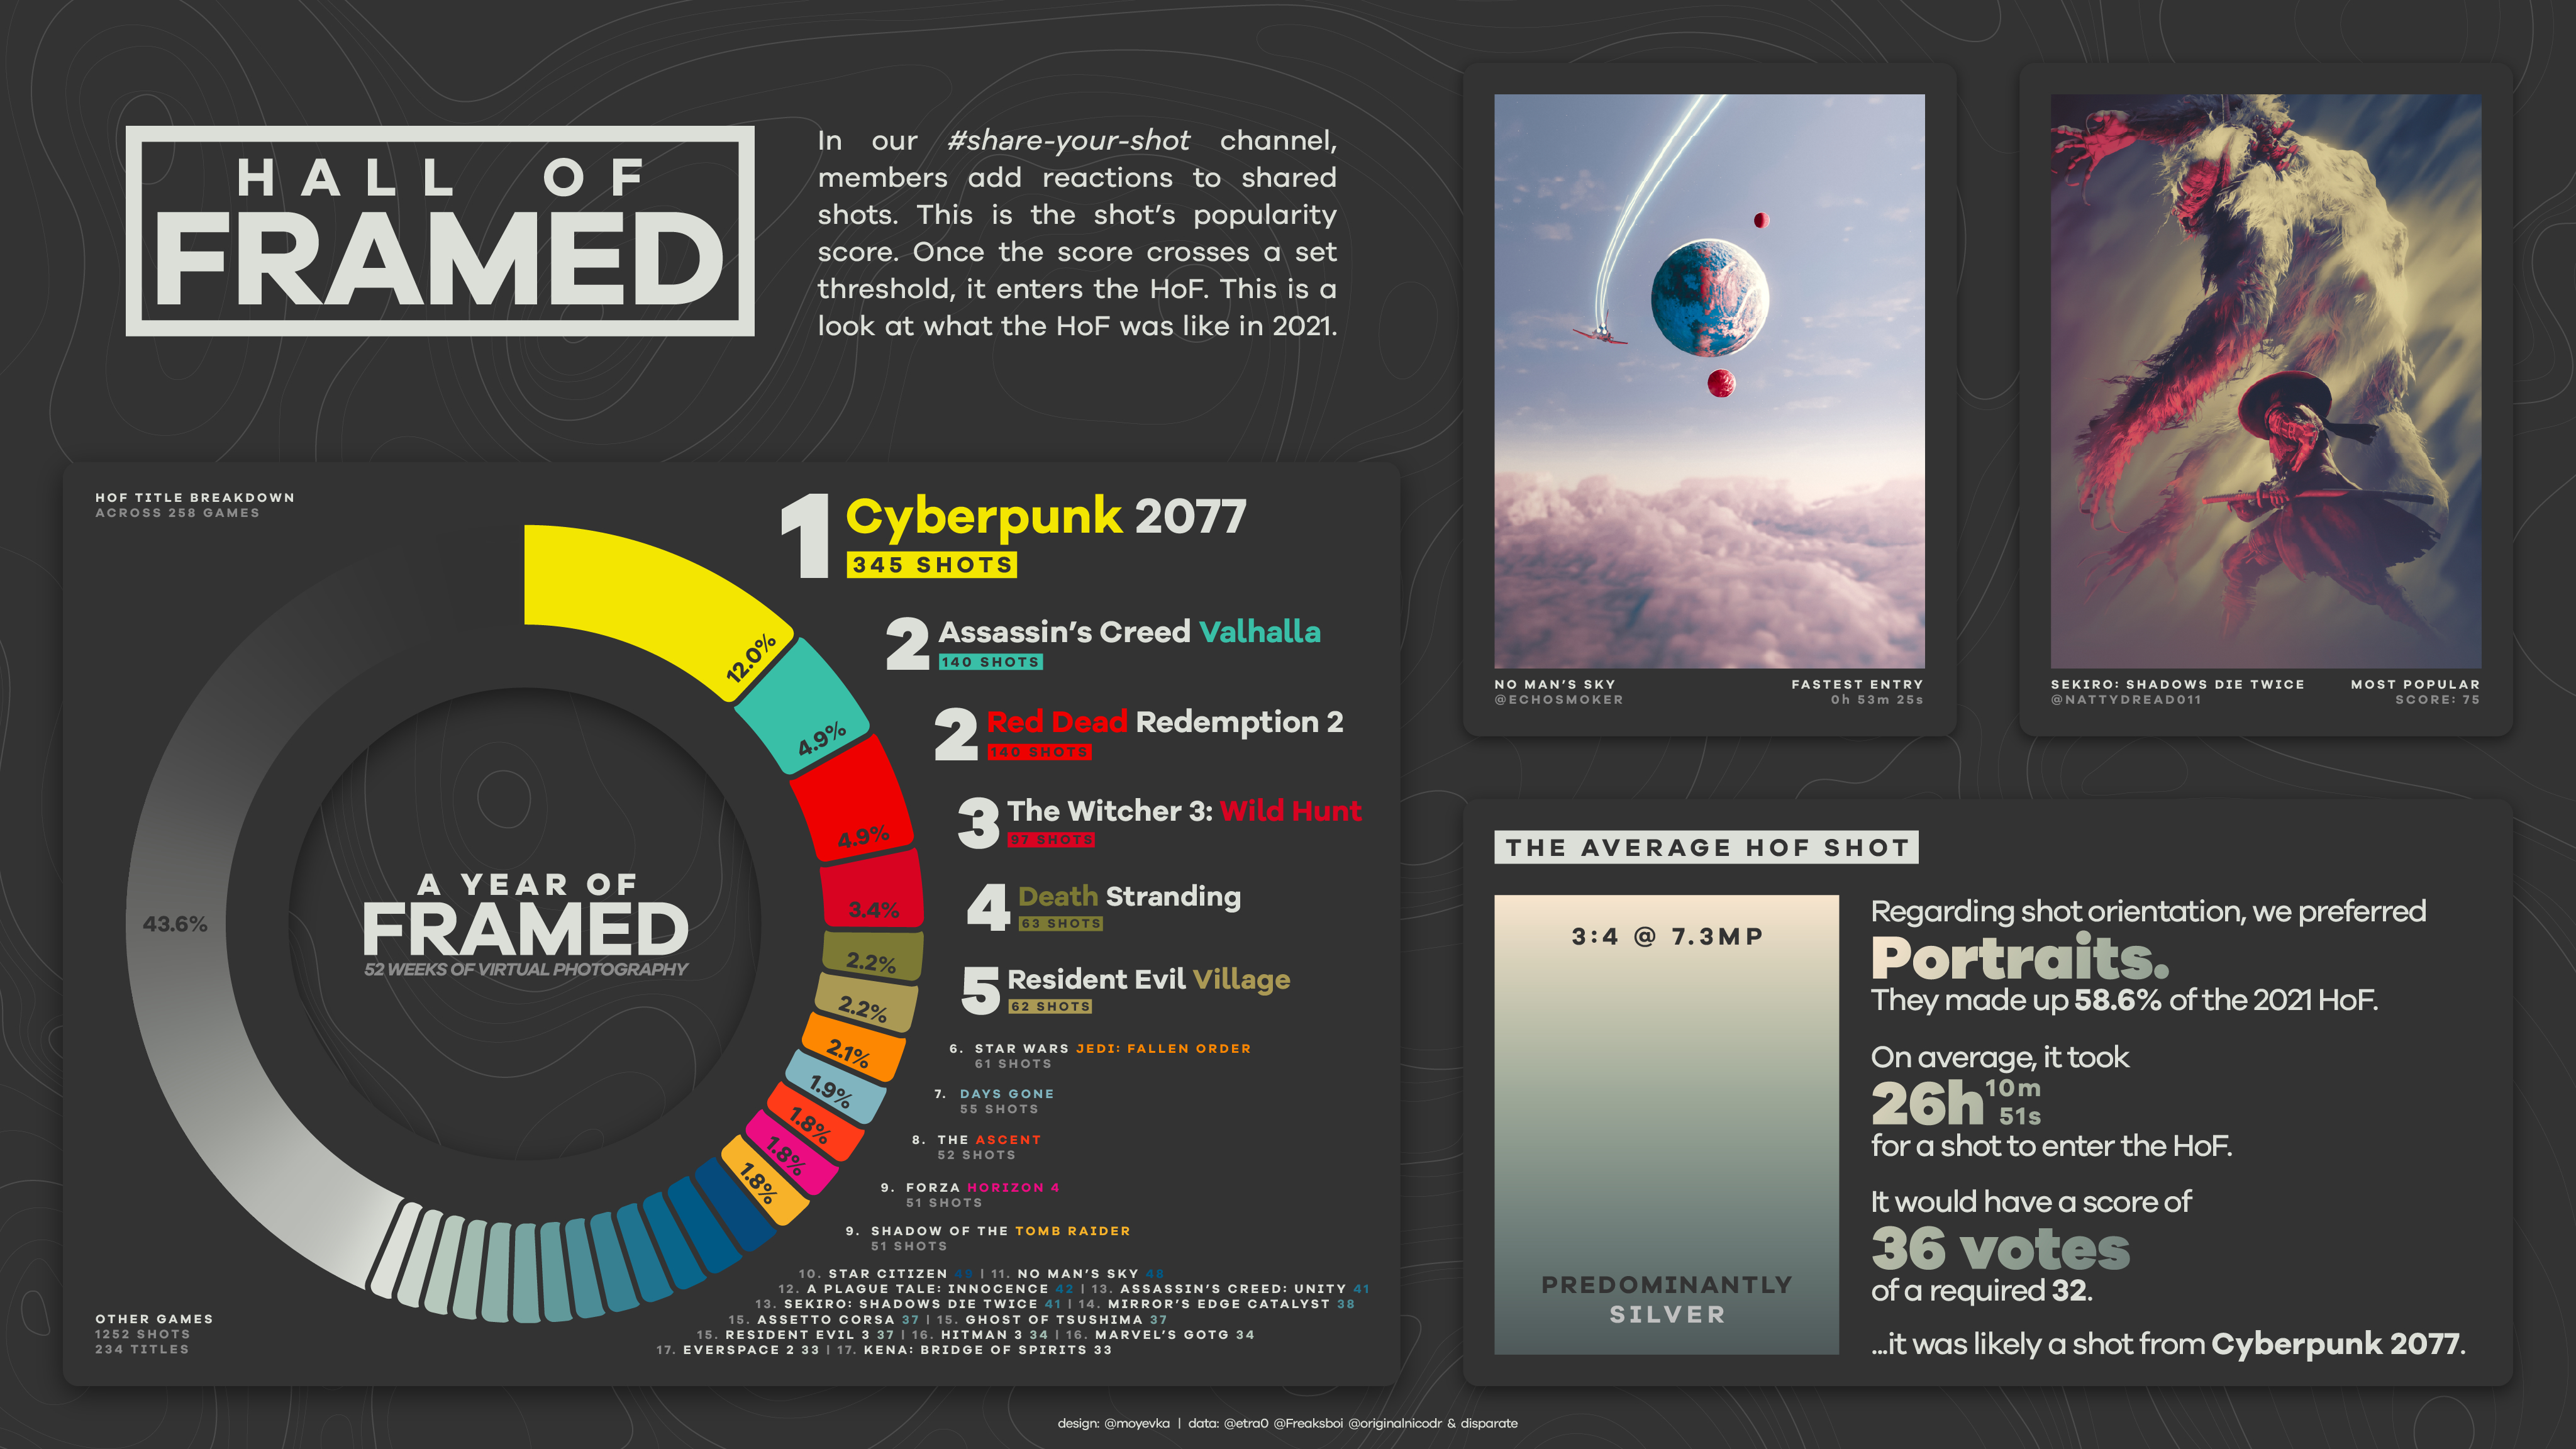 HALL OF
FRAMED
In our #share-your-shot channel,
members add reactions to shared
shots. This is the shot's popularity
score. Once the score crosses a set
threshold, it enters the HoF. This is a
look at what the HoF was like in 2021.
HOF TITLE BREAKDOWN
ACROSS 258 GAMES
1 Cyberpunk 2077
345 SHOTS
2 Assassin's Creed Valhalla
140 SHOTS
2 Red Dead Redemption 2
140 SHOTS
3 The Witcher 3: Wild Hunt
97 SHOTS
4 Death Stranding
63 SHOTS
5 Resident Evil Village
62 SHOTS
6. STAR WARS JEDI: FALLEN ORDER
61 SHOTS
7. DAYS GONE
55 SHOTS
8. THE ASCENT
52 SHOTS
9. FORZA HORIZON 4
51 SHOTS
9. SHADOW OF THE TOMB RAIDER
51 SHOTS
10. STAR CITIZEN 49 | 11. NO MAN'S SKY 48
12. A PLAGUE TALE: INNOCENCE 42 | 13. ASSASSIN'S CREED: UNITY 41
13. SEKIRO: SHADOWS DIE TWICE 41 | 14. MIRROR'S EDGE CATALYST 38
15. ASSETTO CORSA 37 | 15. GHOST OF TSUSHIMA 37
15. RESIDENT EVIL 3 37 | 16. HITMAN 3 34 | 16. MARVEL'S GOTG 34
17. EVERSPACE 2 33 | 17. KENA: BRIDGE OF SPIRITS 33
12.0%
4.9%
4.9%
3.4%
2.2%
2.2%
2.1%
1.9%
1.8%
1.8%
1.8%
43.6%
A YEAR OF
FRAMED
52 WEEKS OF VIRTUAL PHOTOGRAPHY
OTHER GAMES
1252 SHOTS
234 TITLES
NO MAN'S SKY FASTEST ENTRY
@ECHOSMOKER 0h 53m 25s
SEKIRO: SHADOWS DIE TWICE MOST POPULAR
@NATTYDREAD011 SCORE: 75
THE AVERAGE HOF SHOT
3:4 @ 7.3MP
PREDOMINANTLY
SILVER
Regarding shot orientation, we preferred
Portraits.
They made up 58.6% of the 2021 HoF.
On average, it took
26h 10m
51s
for a shot to enter the HoF.
It would have a score of
36 votes
of a required 32.
...it was likely a shot from Cyberpunk 2077.
design: @moyevka | data: @etra0 @Freaksboi @originalnicodr & disparate